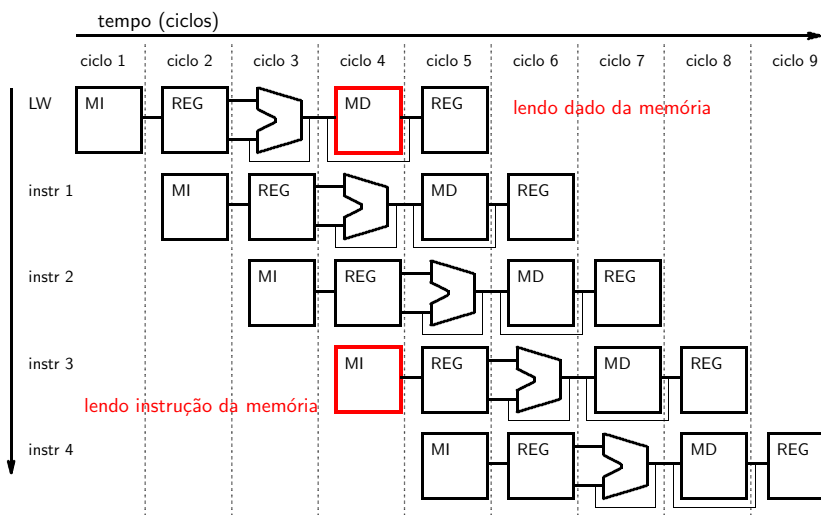 tempo (ciclos)
ciclo 1 ciclo 2 ciclo 3 ciclo 4 ciclo 5 ciclo 6 ciclo 7 ciclo 8 ciclo 9
LW MI REG MD REG lendo dado da memória
instr 1 MI REG MD REG
instr 2 MI REG MD REG
instr 3 MI REG MD REG
lendo instrução da memória
instr 4 MI REG MD REG